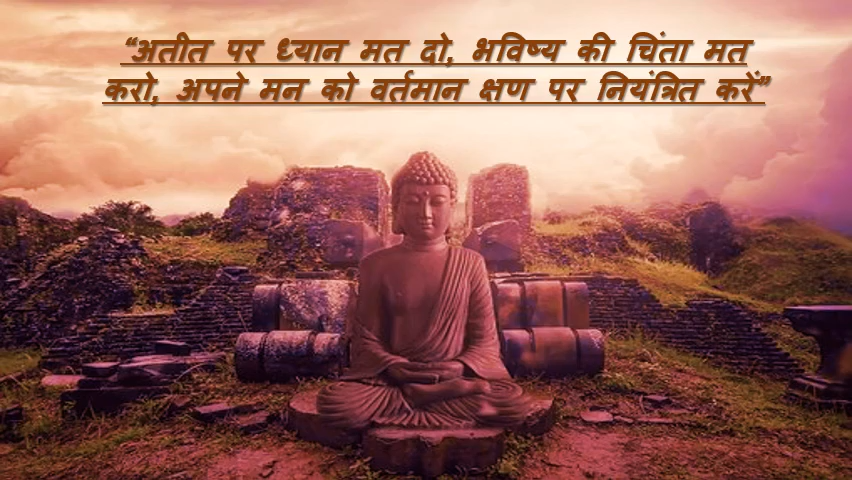 “अतीत पर ध्यान मत दो, भविष्य की चिंता मत
करो, अपने मन को वर्तमान क्षण पर नियंत्रित करें”